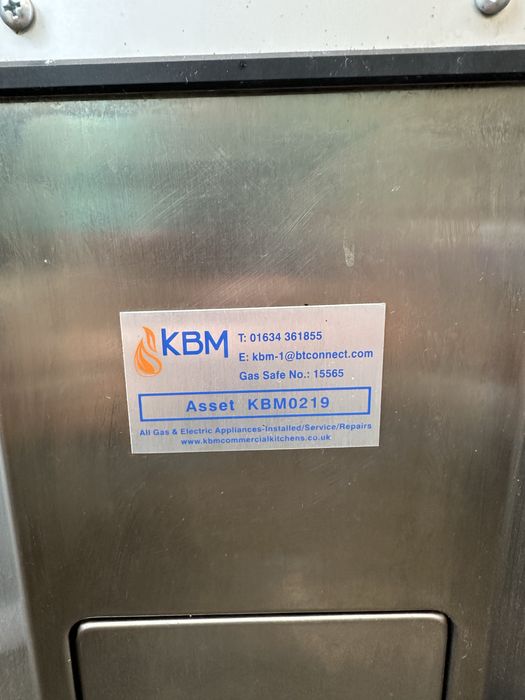 KBM
T: 01634 361855
E: kbm-1@btconnect.com
Gas Safe No.: 15565
Asset KBM0219
All Gas & Electric Appliances-Installed/Service/Repairs
www.kbmcommercialkitchens.co.uk